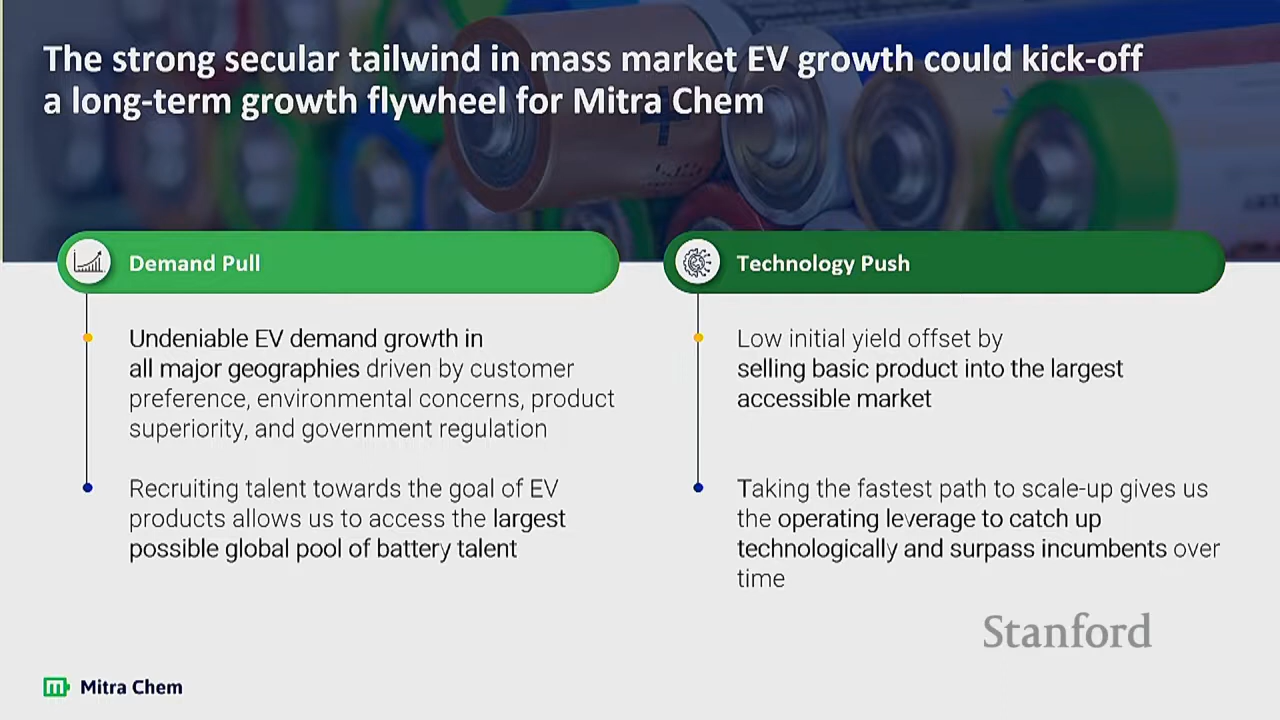 The strong secular tailwind in mass market EV growth could kick-off
a long-term growth flywheel for Mitra Chem
Demand Pull
Undeniable EV demand growth in
all major geographies driven by customer
preference, environmental concerns, product
superiority, and government regulation
Recruiting talent towards the goal of EV
products allows us to access the largest
possible global pool of battery talent
Technology Push
Low initial yield offset by
selling basic product into the largest
accessible market
Taking the fastest path to scale-up gives us
the operating leverage to catch up
technologically and surpass incumbents over
time
Stanford
m Mitra Chem